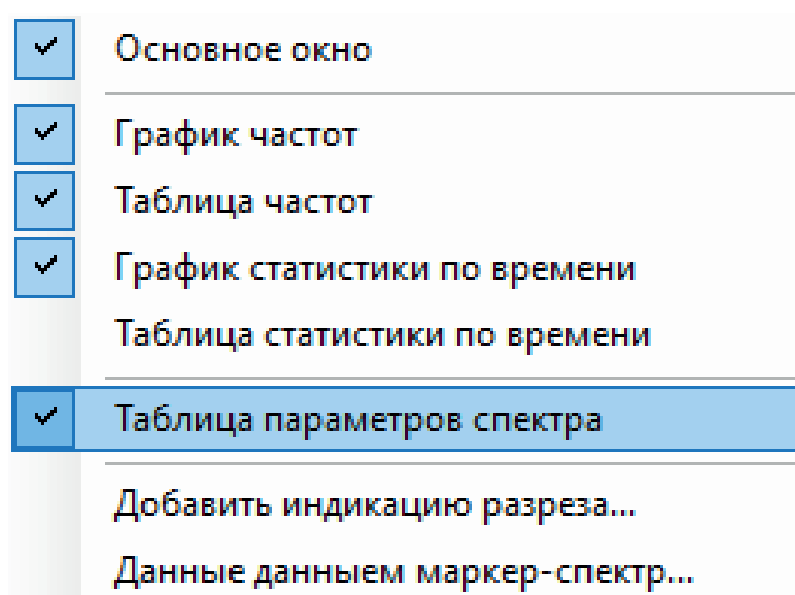 Основное окно
График частот
Таблица частот
График статистики по времени
Таблица статистики по времени
Таблица параметров спектра
Добавить индикацию разреза...
Данные данныем маркер-спектр...